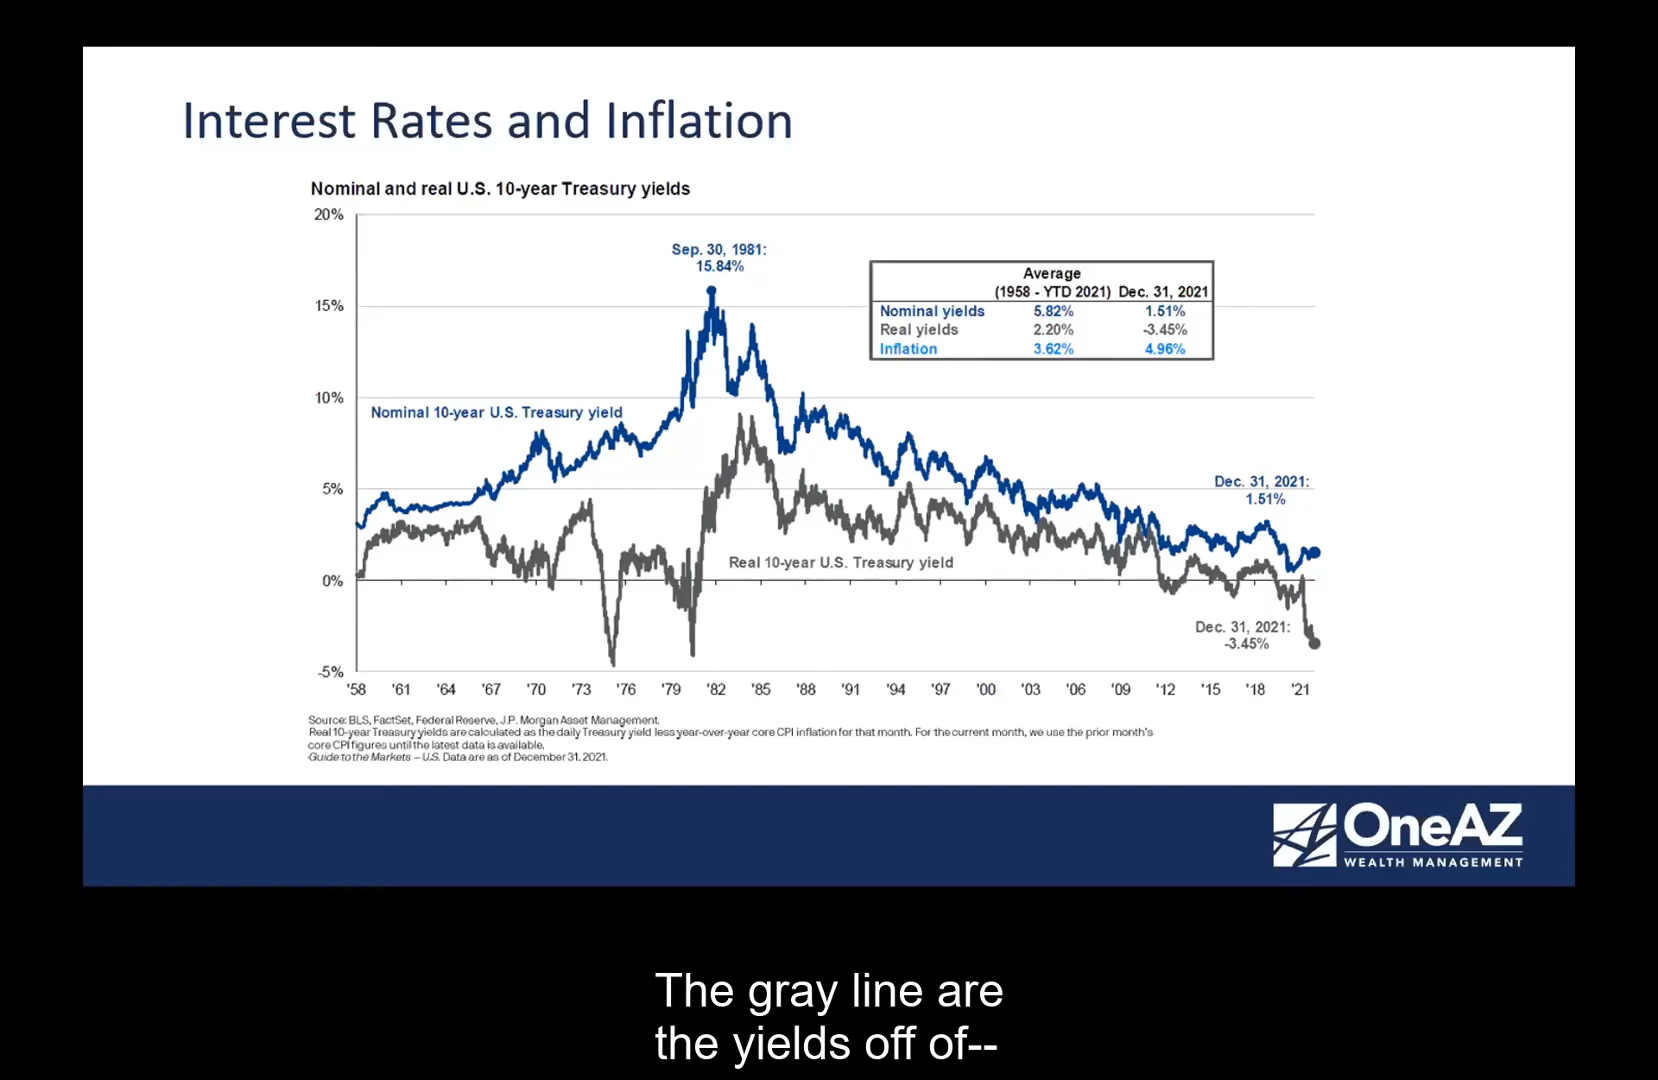 Interest Rates and Inflation
Nominal and real U.S. 10-year Treasury yields
20%
15%
10%
5%
0%
-5%
Sep. 30, 1981:
15.84%
Average
(1958 - YTD 2021) Dec. 31, 2021
Nominal yields 5.82% 1.51%
Real yields 2.20% -3.45%
Inflation 3.62% 4.96%
Nominal 10-year U.S. Treasury yield
Dec. 31, 2021:
1.51%
Real 10-year U.S. Treasury yield
Dec. 31, 2021:
-3.45%
'58 '61 '64 '67 '70 '73 '76 '79 '82 '85 '88 '91 '94 '97 '00 '03 '06 '09 '12 '15 '18 '21
Source: BLS, FactSet, Federal Reserve, J.P. Morgan Asset Management.
Real 10-year Treasury yields are calculated as the daily Treasury yield less year-over-year core CPI inflation for that month. For the current month, we use the prior month's
core CPI figures until the latest data is available.
Guide to the Markets – U.S. Data are as of December 31, 2021.
OneAZ
WEALTH MANAGEMENT
The gray line are
the yields off of--